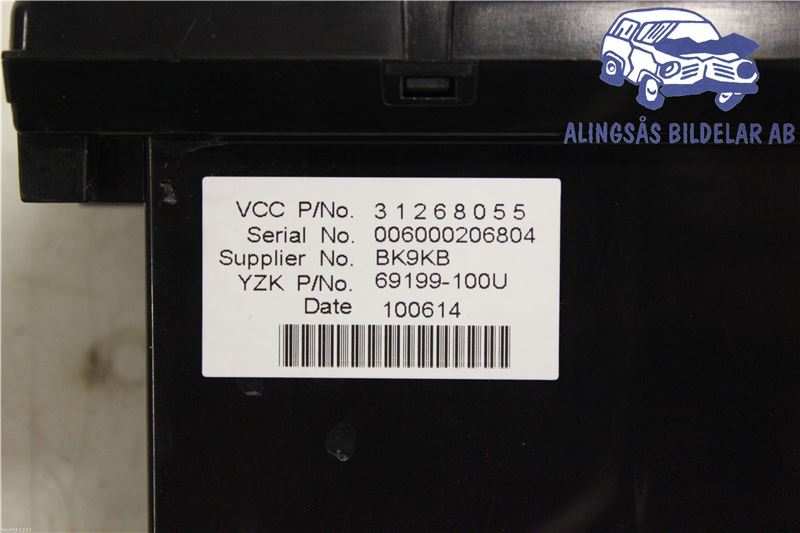 ALINGSÅS BILDELAR AB
VCC P/No. 31268055
Serial No. 006000206804
Supplier No. BK9KB
YZK P/No. 69199-100U
Date 100614